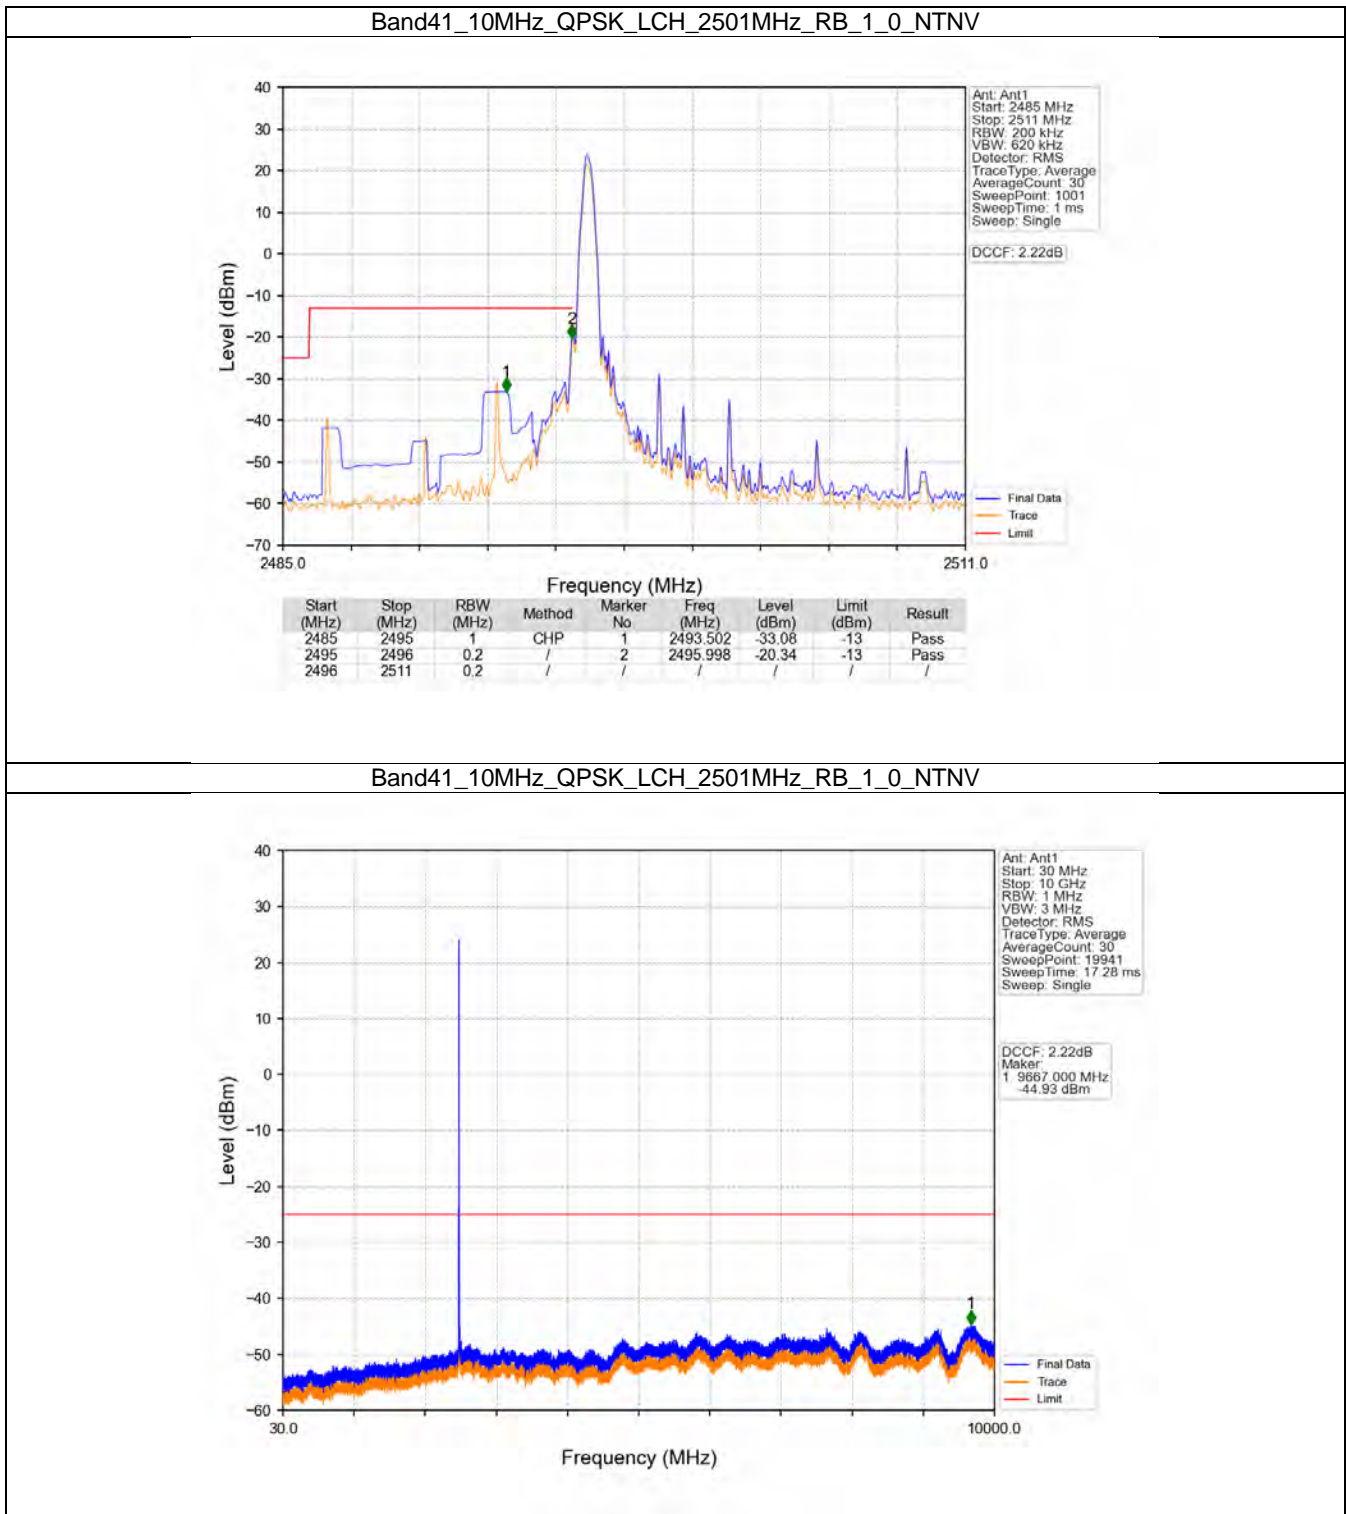 Band41_10MHz_QPSK_LCH_2501MHz_RB_1_0_NTNV
40
30
20
10
0
−10
−20
−30
−40
−50
−60
−70
Level (dBm)
1
2
2485.0
2511.0
Frequency (MHz)
Ant: Ant1
Start: 2485 MHz
Stop: 2511 MHz
RBW: 200 kHz
VBW: 620 kHz
Detector: RMS
TraceType: Average
AverageCount: 30
SweepPoint: 1001
SweepTime: 1 ms
Sweep: Single
DCCF: 2.22dB
Final Data
Trace
Limit
Start (MHz) Stop (MHz) RBW (MHz) Method Marker No Freq (MHz) Level (dBm) Limit (dBm) Result
2485 2495 1 CHP 1 2493.502 -33.08 -13 Pass
2495 2496 0.2 / 2 2495.998 -20.34 -13 Pass
2496 2511 0.2 / / / / / /
Band41_10MHz_QPSK_LCH_2501MHz_RB_1_0_NTNV
40
30
20
10
0
−10
−20
−30
−40
−50
−60
Level (dBm)
1
30.0
10000.0
Frequency (MHz)
Ant: Ant1
Start: 30 MHz
Stop: 10 GHz
RBW: 1 MHz
VBW: 3 MHz
Detector: RMS
TraceType: Average
AverageCount: 30
SweepPoint: 19941
SweepTime: 17.28 ms
Sweep: Single
DCCF: 2.22dB
Maker:
1 9667.000 MHz
-44.93 dBm
Final Data
Trace
Limit